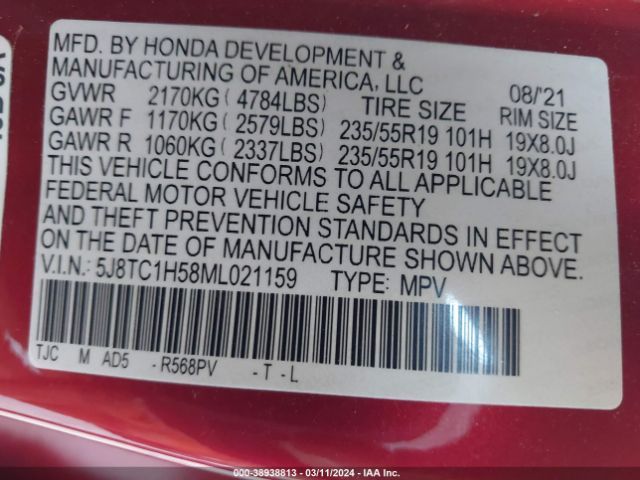 MFD. BY HONDA DEVELOPMENT &
MANUFACTURING OF AMERICA, LLC 08/'21
GVWR 2170KG ( 4784LBS) TIRE SIZE RIM SIZE
GAWR F 1170KG ( 2579LBS) 235/55R19 101H 19X8.0J
GAWR R 1060KG ( 2337LBS) 235/55R19 101H 19X8.0J
THIS VEHICLE CONFORMS TO ALL APPLICABLE
FEDERAL MOTOR VEHICLE SAFETY
AND THEFT PREVENTION STANDARDS IN EFFECT
ON THE DATE OF MANUFACTURE SHOWN ABOVE.
V.I.N.: 5J8TC1H58ML021159 TYPE: MPV
TJC M AD5 - R568PV - T - L
000-38938813 - 03/11/2024 - IAA Inc.